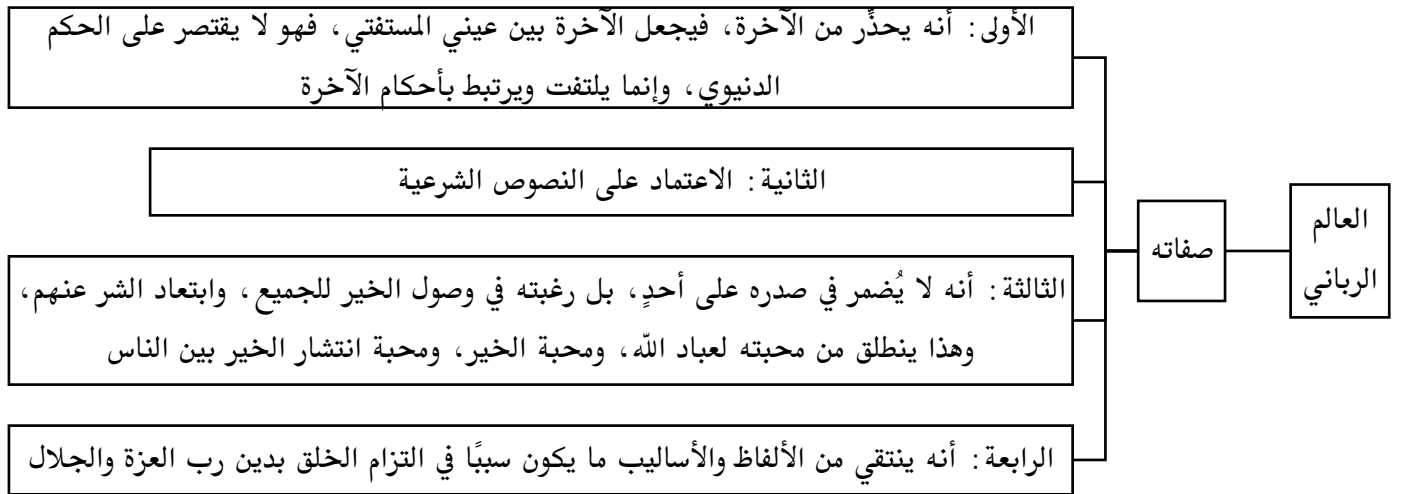 العالم
الرباني
صفاته
الأولى: أنه يحذِّر من الآخرة، فيجعل الآخرة بين عيني المستفتي، فهو لا يقتصر على الحكم
الدنيوي، وإنما يلتفت ويرتبط بأحكام الآخرة
الثانية: الاعتماد على النصوص الشرعية
الثالثة: أنه لا يُضمر في صدره على أحدٍ، بل رغبته في وصول الخير للجميع، وابتعاد الشر عنهم،
وهذا ينطلق من محبته لعباد الله، ومحبة الخير، ومحبة انتشار الخير بين الناس
الرابعة: أنه ينتقي من الألفاظ والأساليب ما يكون سببًا في التزام الخلق بدين رب العزة والجلال